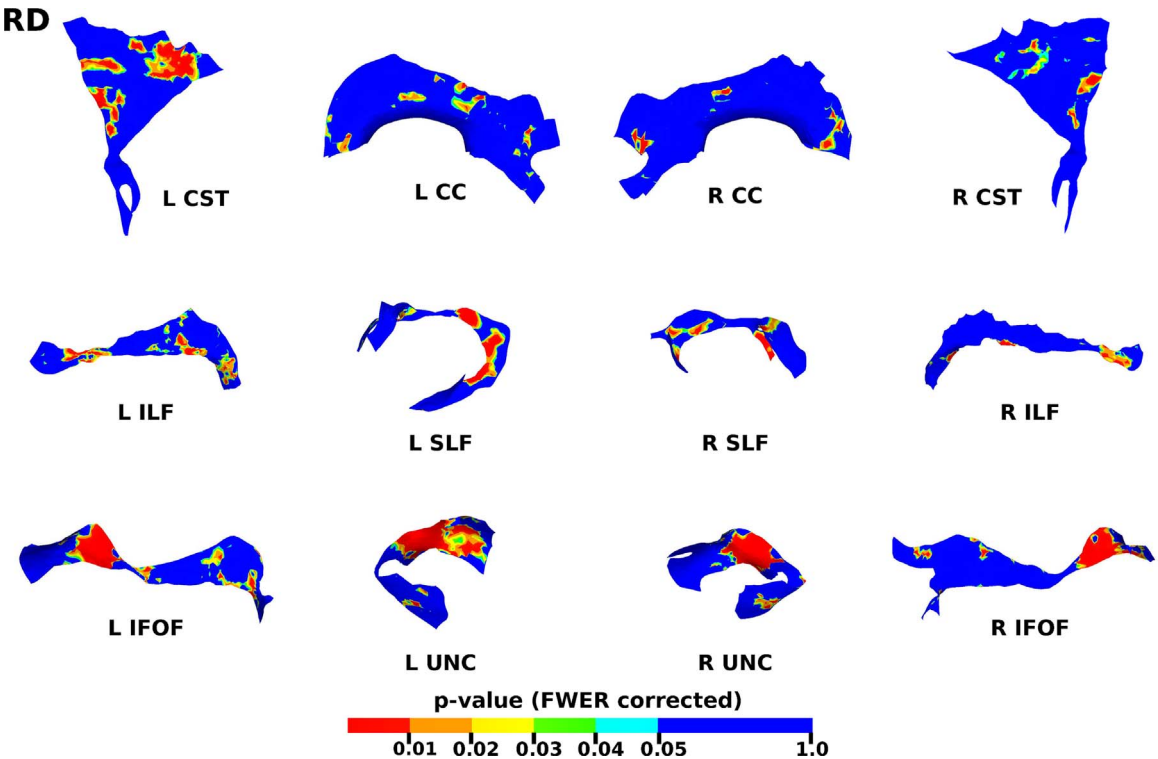 RD
L CST
L CC
R CC
R CST
L ILF
L SLF
R SLF
R ILF
L IFOF
L UNC
R UNC
R IFOF
p-value (FWER corrected)
0.01 0.02 0.03 0.04 0.05 1.0